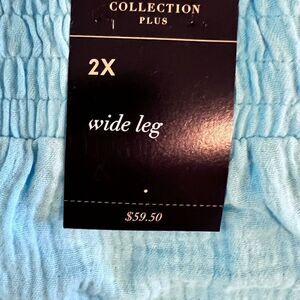 COLLECTION
PLUS
2X
wide leg
$59.50